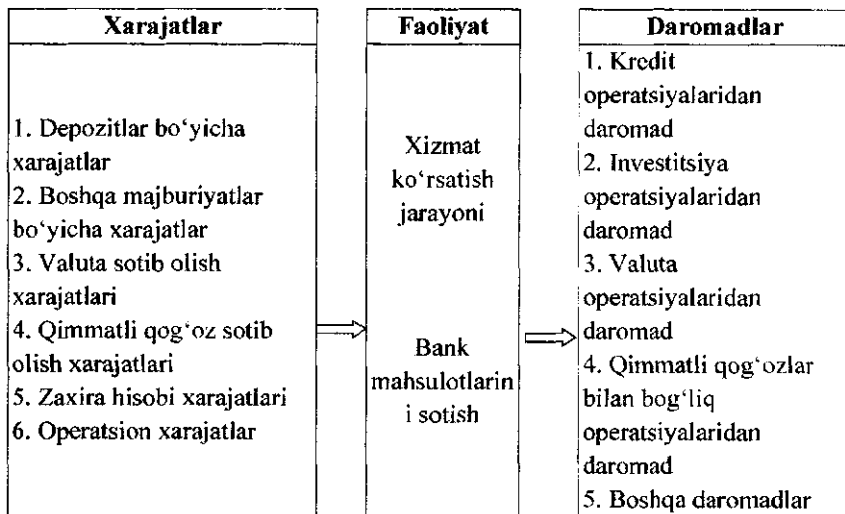 Xarajatlar
1. Depozitlar bo‘yicha
xarajatlar
2. Boshqa majburiyatlar
bo‘yicha xarajatlar
3. Valuta sotib olish
xarajatlari
4. Qimmatli qog‘oz sotib
olish xarajatlari
5. Zaxira hisobi xarajatlari
6. Operatsion xarajatlar
Faoliyat
Xizmat
ko‘rsatish
jarayoni
Bank
mahsulotlarin
i sotish
Daromadlar
1. Kredit
operatsiyalaridan
daromad
2. Investitsiya
operatsiyalaridan
daromad
3. Valuta
operatsiyalaridan
daromad
4. Qimmatli qog‘ozlar
bilan bog‘liq
operatsiyalaridan
daromad
5. Boshqa daromadlar